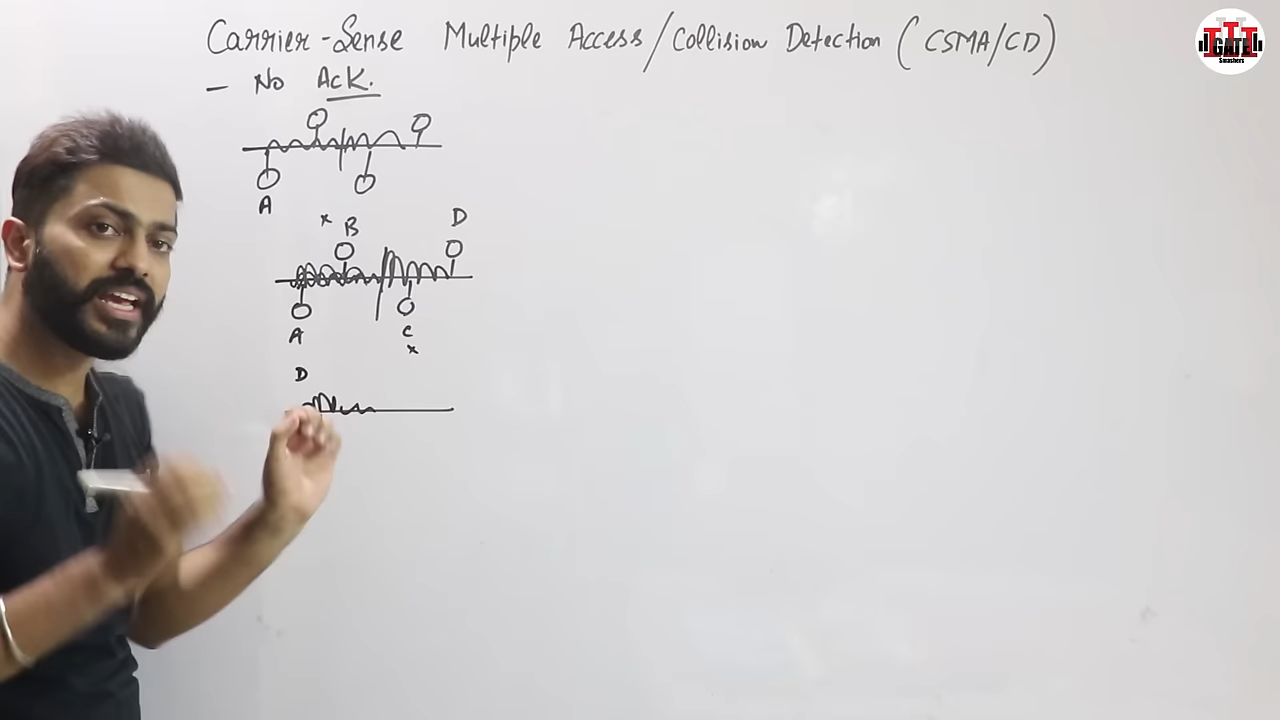 Carrier-Sense Multiple Access/Collision Detection (CSMA/CD)
- No Ack.
A
x B D
A C
x
D
GATE
Smashers